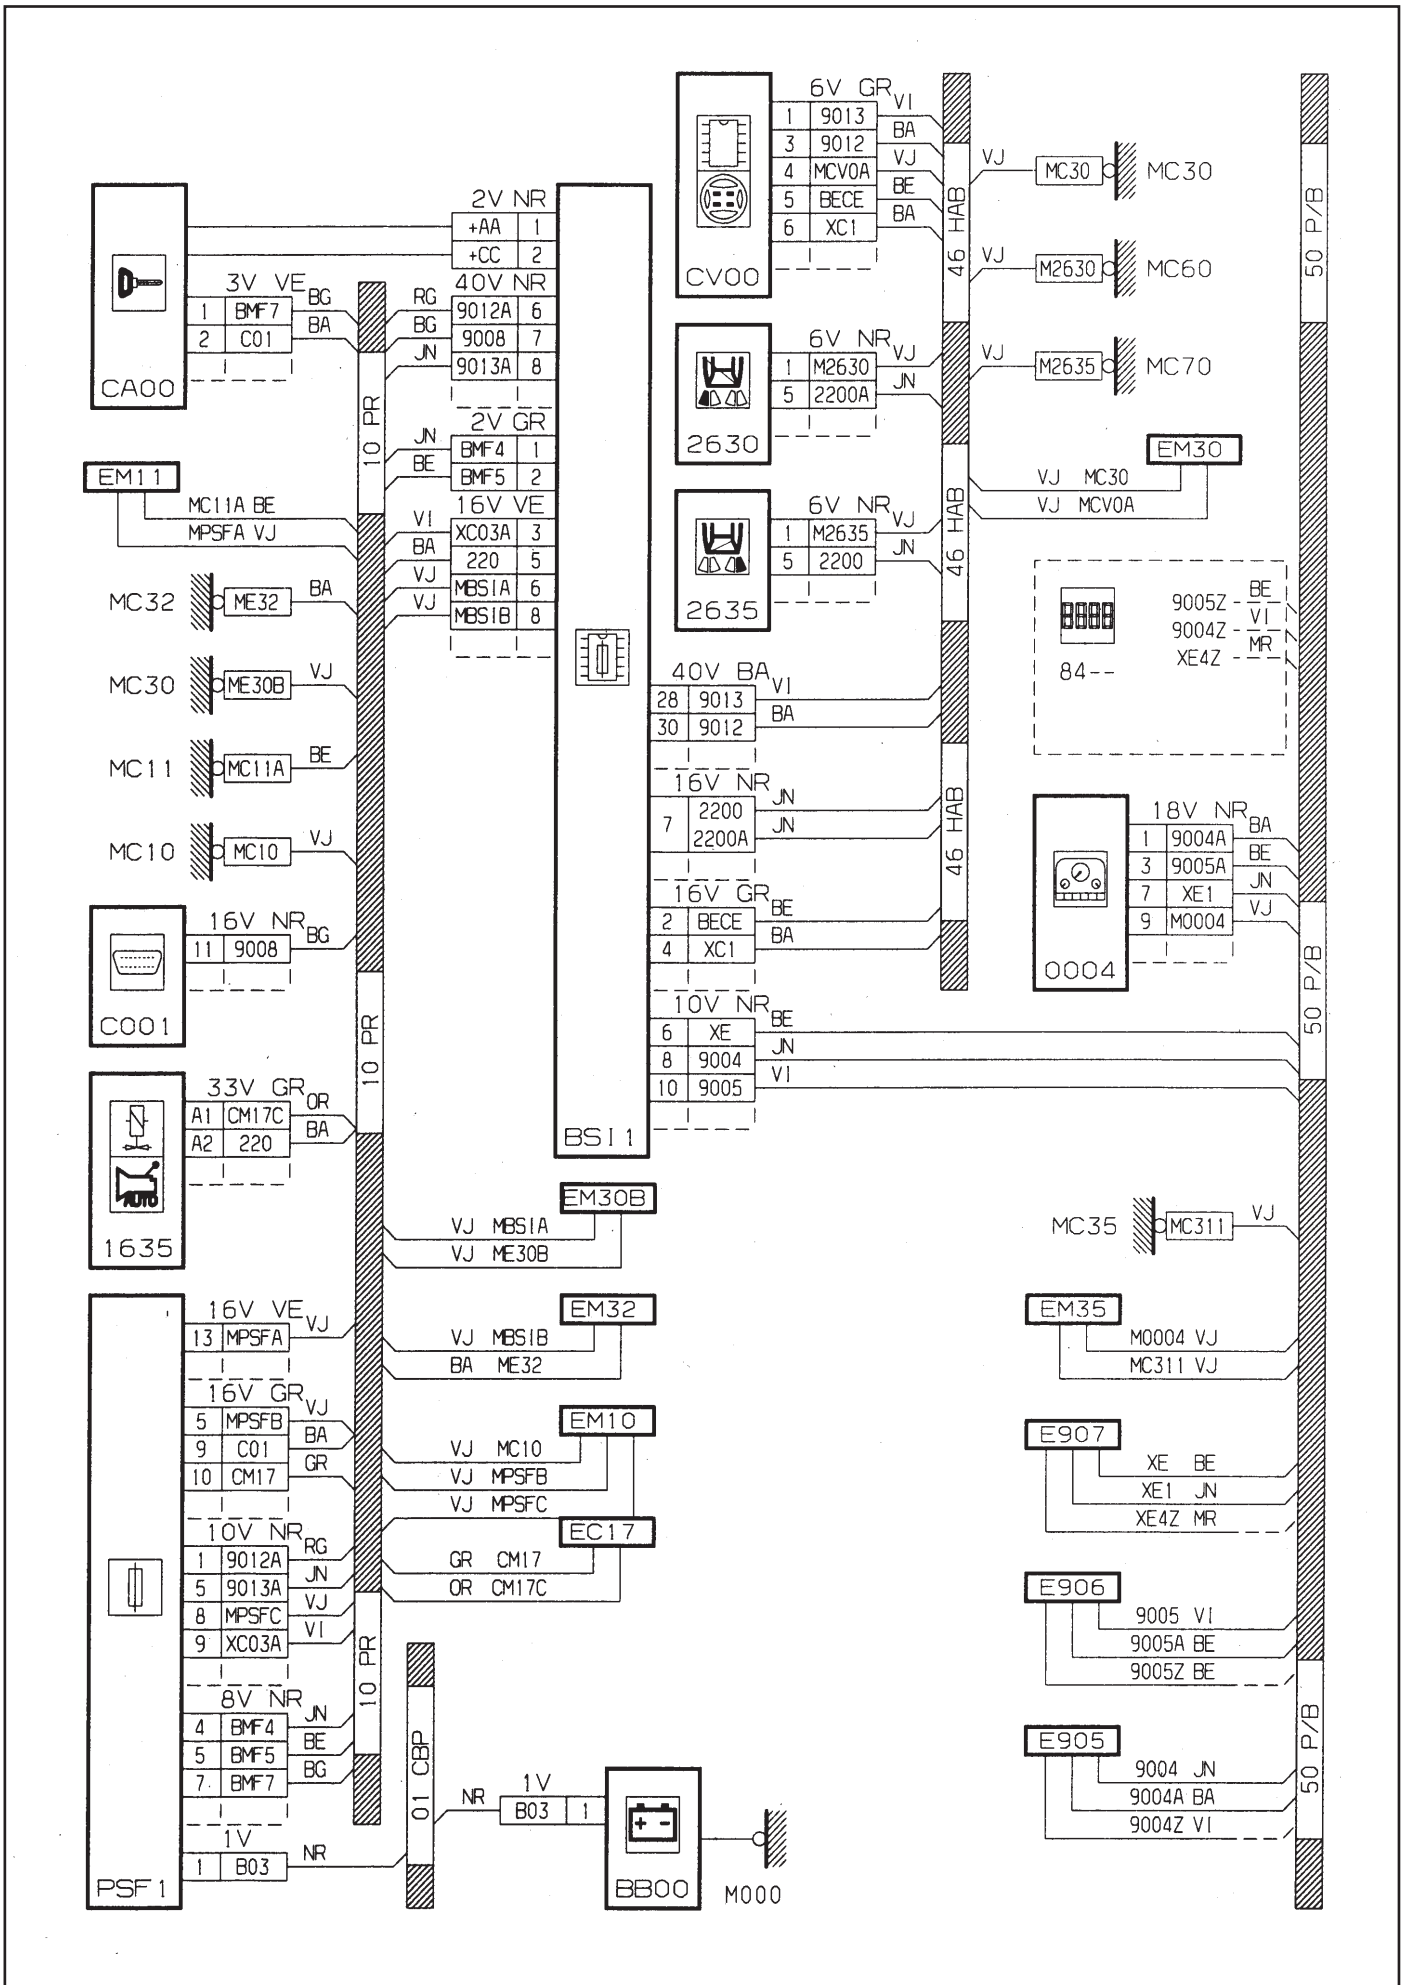 CA00
3V VE
1 BMF7 BG
2 C01 BA
EM11
MC11A BE
MPSFA VJ
MC32 ME32 BA
MC30 ME30B VJ
MC11 MC11A BE
MC10 MC10 VJ
C001
16V NR
11 9008 BG
1635
AUTO
33V GR
A1 CM17C OR
A2 220 BA
PSF1
16V VE
13 MPSFA VJ
16V GR
5 MPSFB VJ
9 C01 BA
10 CM17 GR
10V NR
1 9012A RG
5 9013A JN
8 MPSFC VJ
9 XC03A VI
8V NR
4 BMF4 JN
5 BMF5 BE
7 BMF7 BG
1V
1 B03 NR
10 PR
10 PR
10 PR
01 CBP
2V NR
+AA 1
+CC 2
40V NR
RG 9012A 6
BG 9008 7
JN 9013A 8
2V GR
JN BMF4 1
BE BMF5 2
16V VE
VI XC03A 3
BA 220 5
VJ MBSIA 6
VJ MBSIB 8
BSI1
40V BA
28 9013 VI
30 9012 BA
16V NR
7 2200 JN
2200A JN
16V GR
2 BECE BE
4 XC1 BA
10V NR
6 XE BE
8 9004 JN
10 9005 VI
EM30B
VJ MBSIA
VJ ME30B
EM32
VJ MBSIB
BA ME32
EM10
VJ MC10
VJ MPSFB
VJ MPSFC
EC17
GR CM17
OR CM17C
NR
1V
B03 1
BB00
+ -
M000
CV00
6V GR
1 9013 VI
3 9012 BA
4 MCV0A VJ
5 BECE BE
6 XC1 BA
2630
6V NR
1 M2630 VJ
5 2200A JN
2635
6V NR
1 M2635 VJ
5 2200 JN
46 HAB
46 HAB
46 HAB
VJ MC30 MC30
VJ M2630 MC60
VJ M2635 MC70
EM30
VJ MC30
VJ MCV0A
84--
9005Z BE
9004Z VI
XE4Z MR
0004
18V NR
1 9004A BA
3 9005A BE
7 XE1 JN
9 M0004 VJ
MC35 MC311 VJ
EM35
M0004 VJ
MC311 VJ
E907
XE BE
XE1 JN
XE4Z MR
E906
9005 VI
9005A BE
9005Z BE
E905
9004 JN
9004A BA
9004Z VI
50 P/B
50 P/B
50 P/B